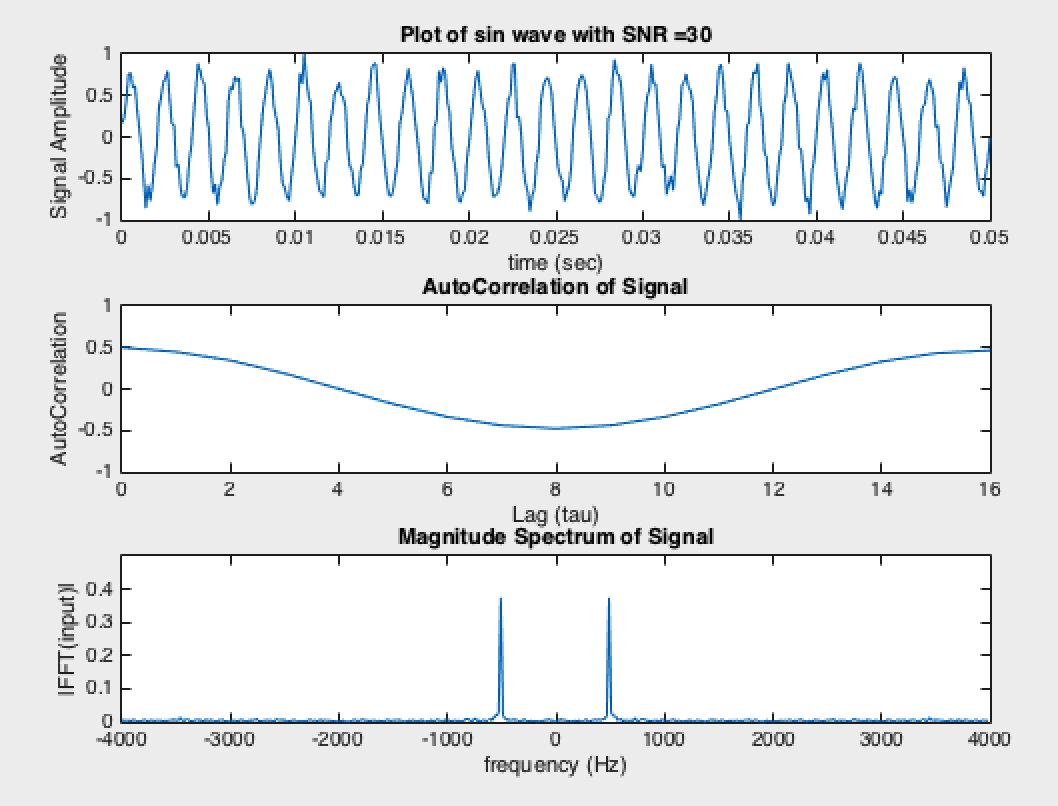 Plot of sin wave with SNR =30
Signal Amplitude
1
0.5
0
-0.5
-1
0 0.005 0.01 0.015 0.02 0.025 0.03 0.035 0.04 0.045 0.05
time (sec)
AutoCorrelation of Signal
AutoCorrelation
1
0.5
0
-0.5
-1
0 2 4 6 8 10 12 14 16
Lag (tau)
Magnitude Spectrum of Signal
|FFT(input)|
0.4
0.3
0.2
0.1
0
-4000 -3000 -2000 -1000 0 1000 2000 3000 4000
frequency (Hz)